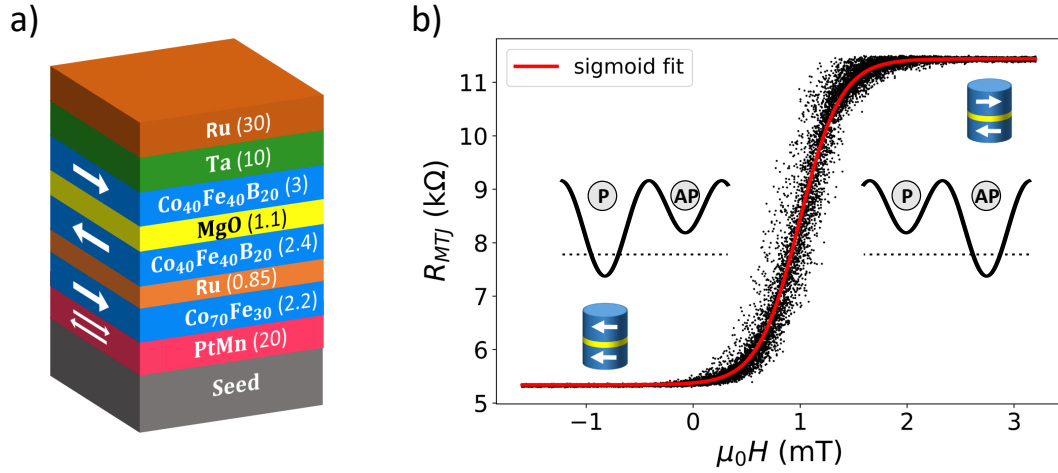 a)
Ru (30)
Ta (10)
Co₄₀Fe₄₀B₂₀ (3)
MgO (1.1)
Co₄₀Fe₄₀B₂₀ (2.4)
Ru (0.85)
Co₇₀Fe₃₀ (2.2)
PtMn (20)
Seed
b)
sigmoid fit
11
10
9
8
7
6
5
R_MTJ (kΩ)
P
AP
P
AP
−1
0
1
2
3
μ₀H (mT)